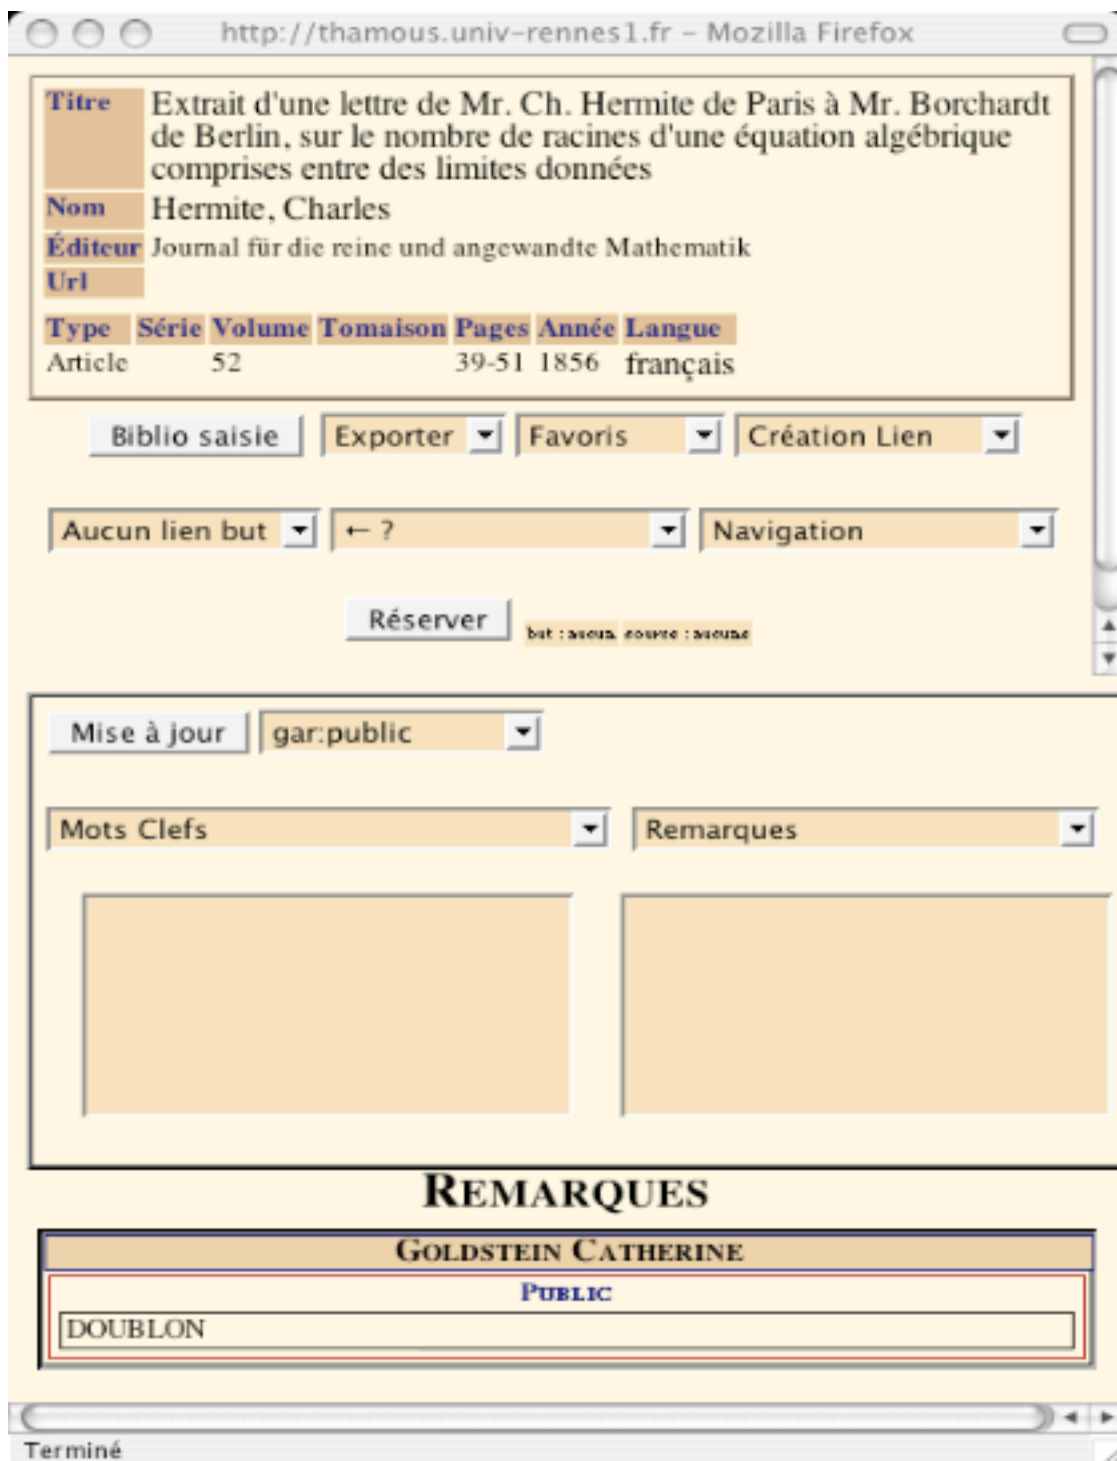 http://thamous.univ-rennes1.fr – Mozilla Firefox
Titre Extrait d'une lettre de Mr. Ch. Hermite de Paris à Mr. Borchardt
de Berlin, sur le nombre de racines d'une équation algébrique
comprises entre des limites données
Nom Hermite, Charles
Éditeur Journal für die reine und angewandte Mathematik
Url
Type Série Volume Tomaison Pages Année Langue
Article 52 39-51 1856 français
Biblio saisie Exporter Favoris Création Lien
Aucun lien but ← ? Navigation
Réserver but : aucun source : aucune
Mise à jour gar:public
Mots Clefs Remarques
REMARQUES
GOLDSTEIN CATHERINE
PUBLIC
DOUBLON
Terminé